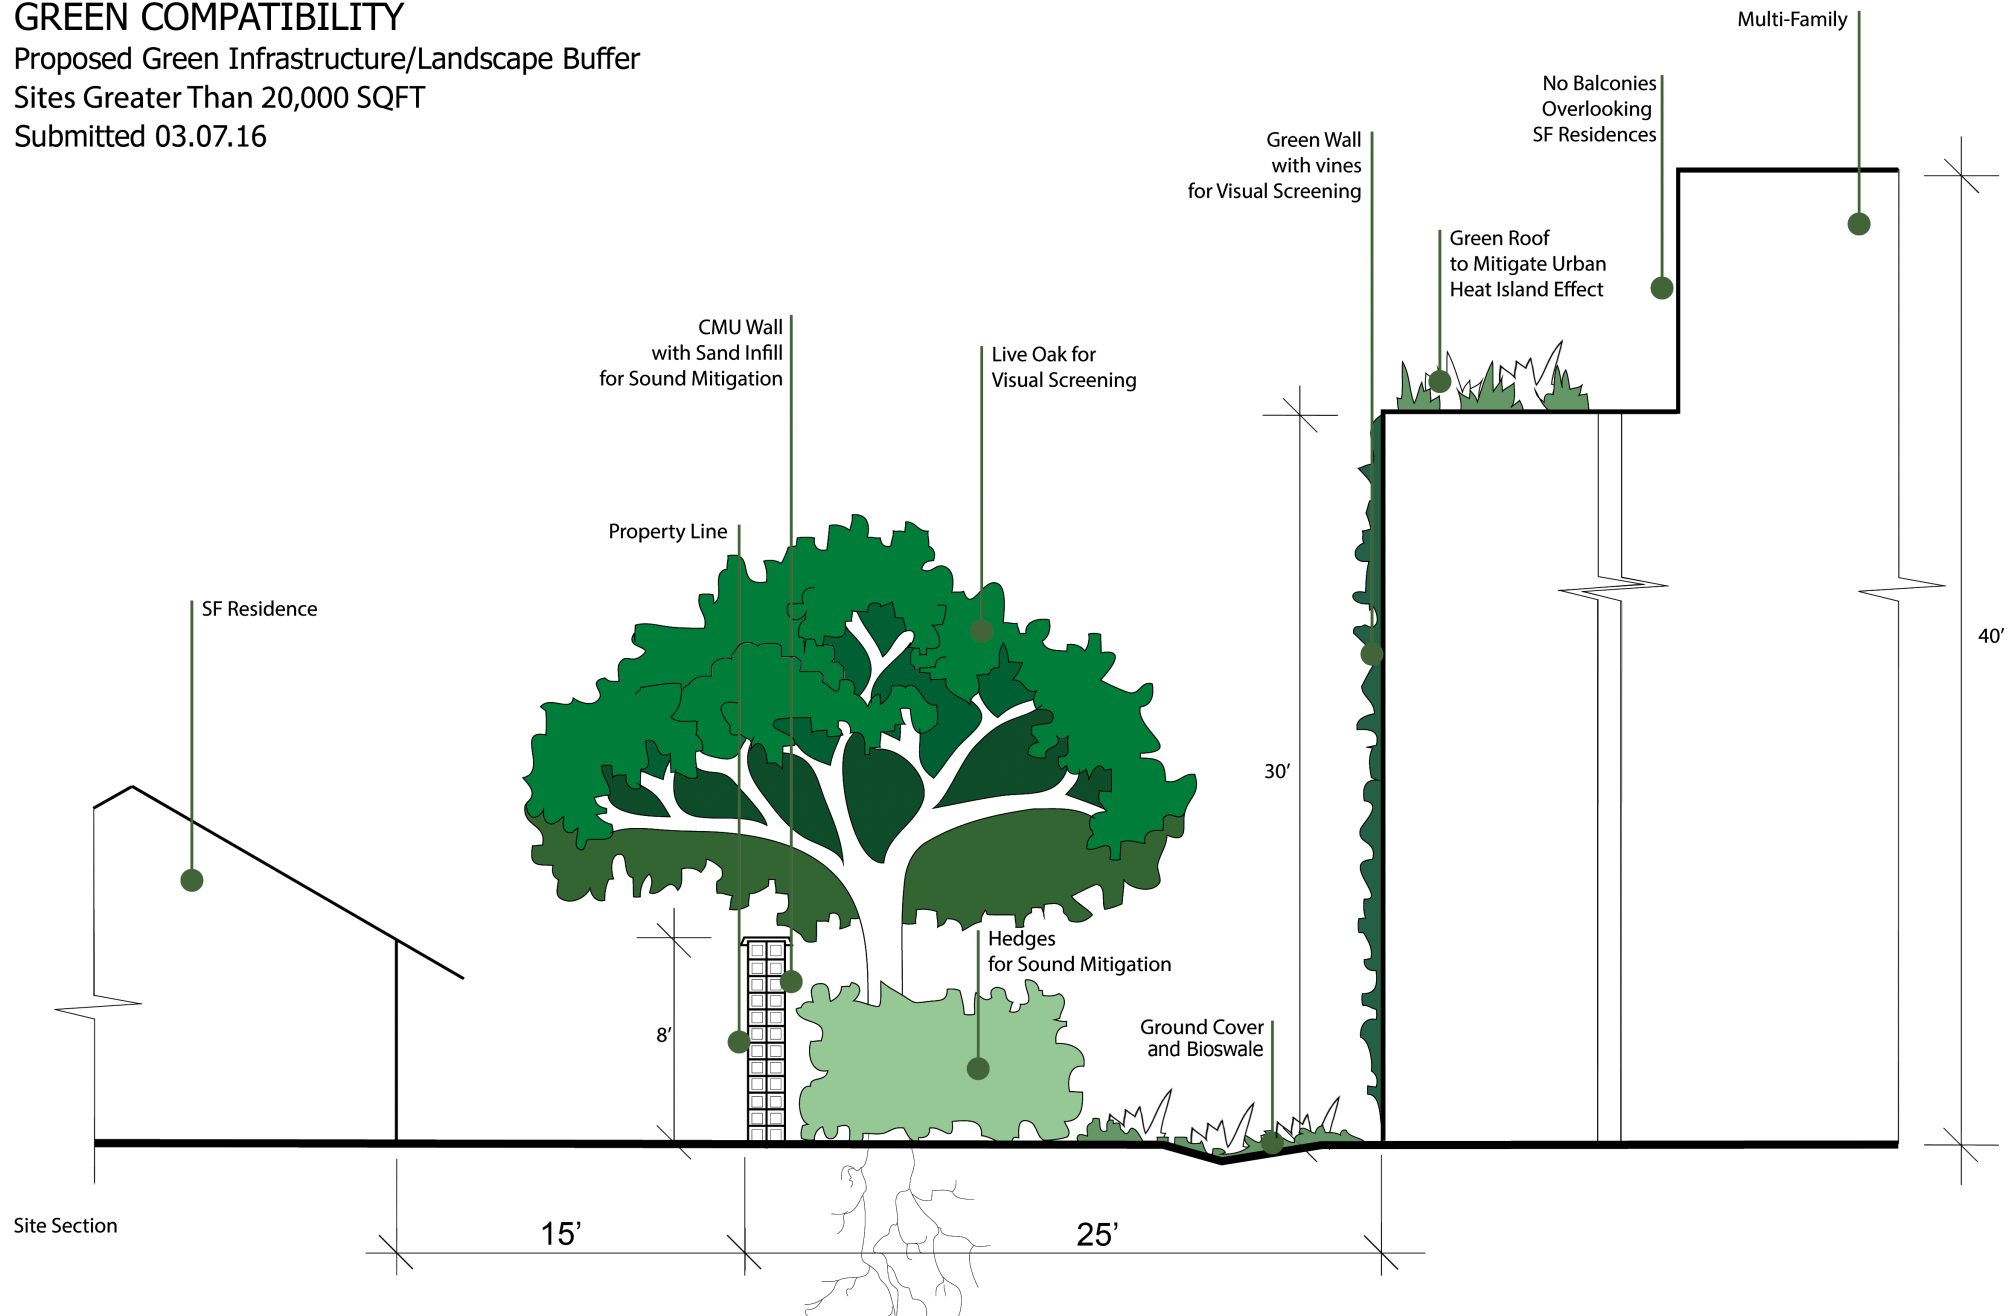 GREEN COMPATIBILITY
Proposed Green Infrastructure/Landscape Buffer
Sites Greater Than 20,000 SQFT
Submitted 03.07.16
Multi-Family
No Balconies
Overlooking
SF Residences
Green Wall
with vines
for Visual Screening
Green Roof
to Mitigate Urban
Heat Island Effect
CMU Wall
with Sand Infill
for Sound Mitigation
Live Oak for
Visual Screening
Property Line
SF Residence
40’
30’
Hedges
for Sound Mitigation
8’
Ground Cover
and Bioswale
Site Section
15’
25’